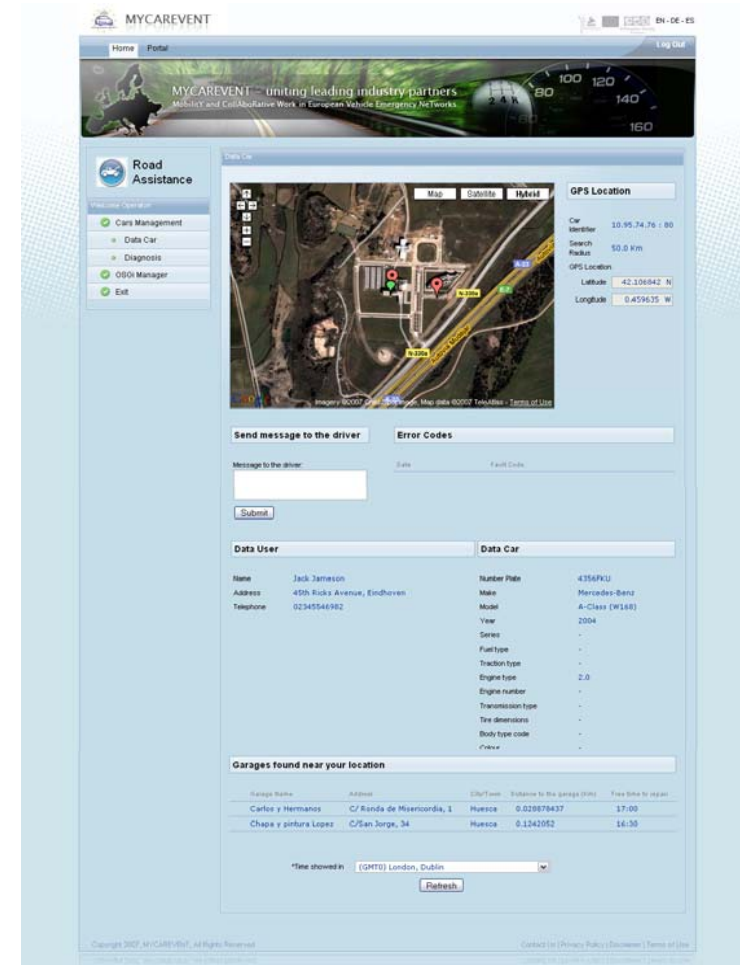 MYCAREVENT
EN - DE - ES
Home Portal
Log Out
MYCAREVENT - uniting leading industry partners
MobilitY and CollAboRative Work in European Vehicle Emergency NeTworks
80 100 120 140 160
Road Assistance
Welcome Operator
Cars Management
Data Car
Diagnosis
OSGi Manager
Exit
Data Car
Map Satellite Hybrid
N-330a
N-330a
Terms of Use
GPS Location
Car Identifier 10.95.74.76 : 80
Search Radius 50.0 Km
GPS Location
Latitude 42.106842 N
Longitude 0.459635 W
Send message to the driver
Message to the driver:
Submit
Error Codes
Date Fault Code
Data User
Name Jack Jameson
Address 45th Ricks Avenue, Eindhoven
Telephone 02345546982
Data Car
Number Plate 4356FKU
Make Mercedes-Benz
Model A-Class (W168)
Year 2004
Series -
Fuel type -
Traction type -
Engine type 2.0
Engine number -
Transmission type -
Tire dimensions -
Body type code -
Colour -
Garages found near your location
Garage Name Address City/Town Distance to the garage (Km) Free time to repair
Carlos y Hermanos C/ Ronda de Misericordia, 1 Huesca 0.028878437 17:00
Chapa y pintura Lopez C/San Jorge, 34 Huesca 0.1242052 16:30
*Time showed in (GMT0) London, Dublin
Refresh
Copyright 2007, MYCAREVENT, All Rights Reserved
Contact Us | Privacy Policy | Disclaimer | Terms of Use